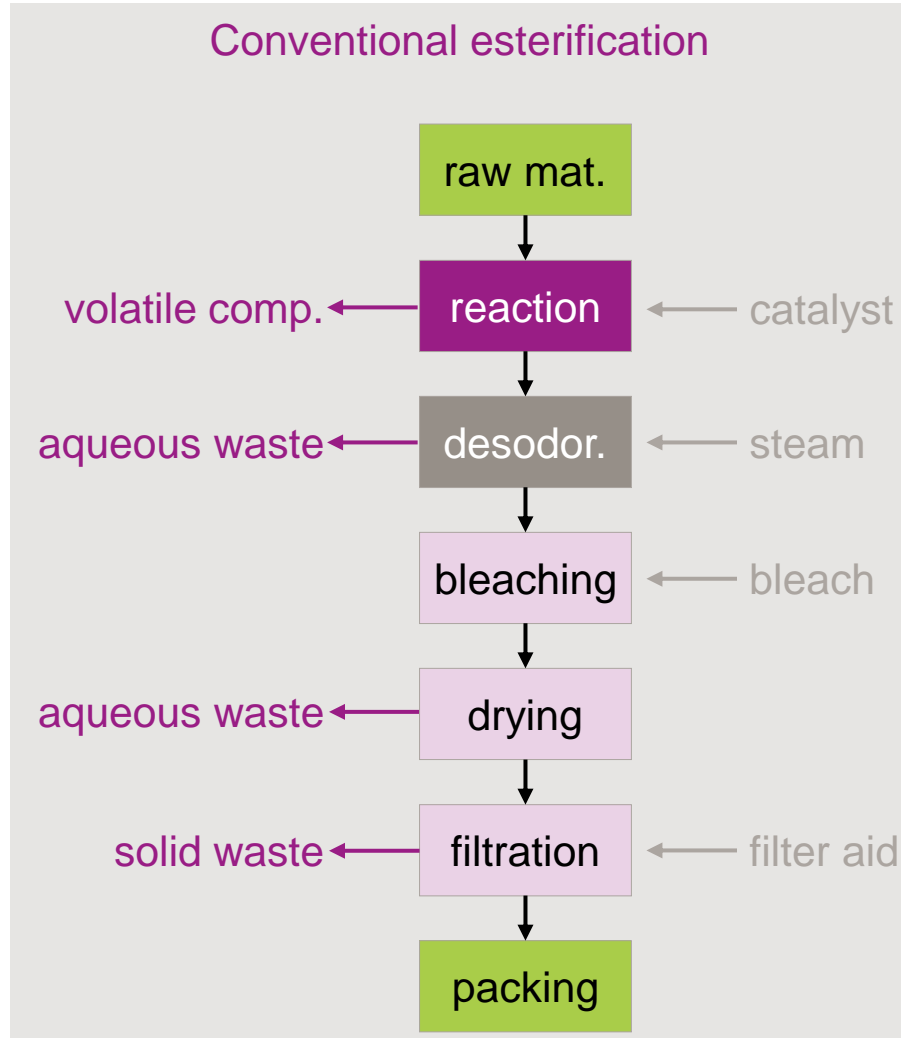 Conventional esterification
raw mat.
volatile comp.
reaction
catalyst
aqueous waste
desodor.
steam
bleaching
bleach
aqueous waste
drying
solid waste
filtration
filter aid
packing